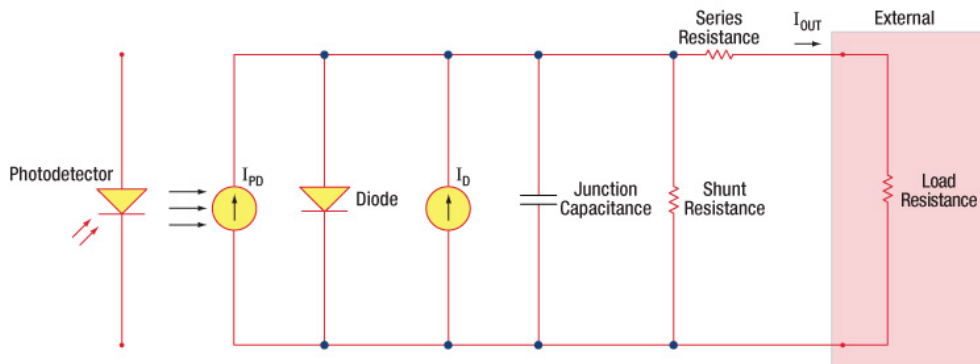 Series
Resistance
I_OUT
External
Photodetector
I_PD
Diode
I_D
Junction
Capacitance
Shunt
Resistance
Load
Resistance